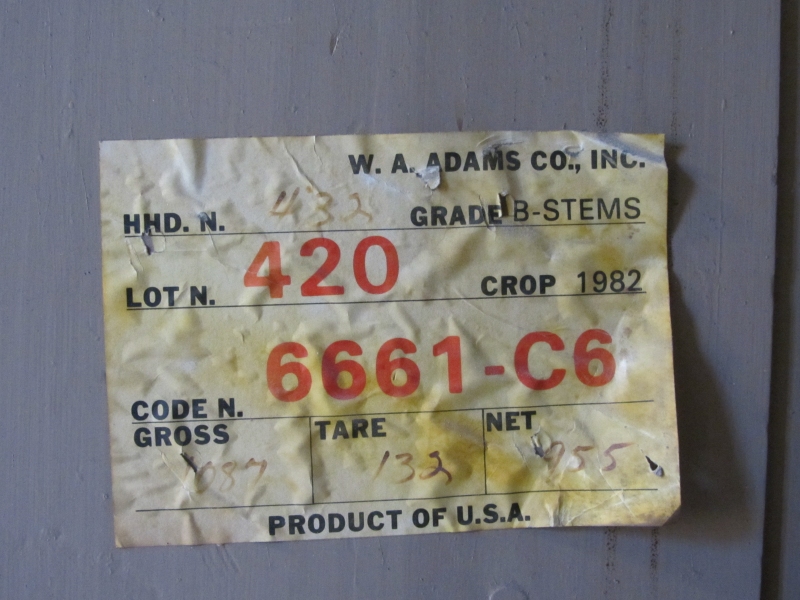 W. A. ADAMS CO., INC.
HHD. N. 432 GRADE B-STEMS
LOT N. 420 CROP 1982
CODE N. 6661-C6
GROSS TARE NET
1087 132 955
PRODUCT OF U.S.A.